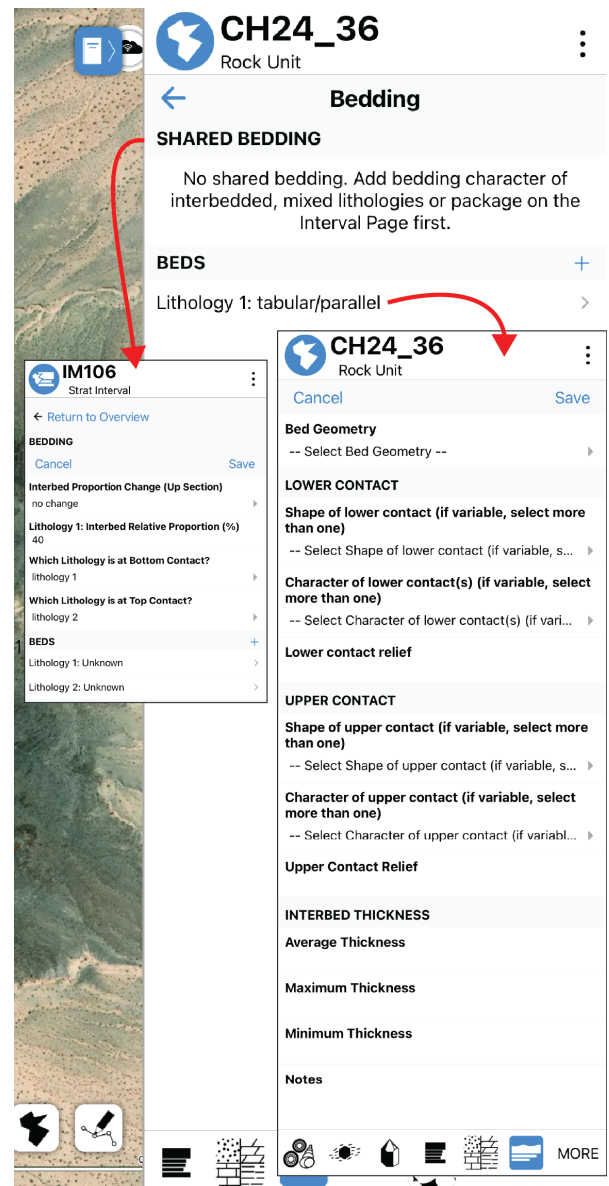 CH24_36
Rock Unit
Bedding
SHARED BEDDING
No shared bedding. Add bedding character of
interbedded, mixed lithologies or package on the
Interval Page first.
BEDS
Lithology 1: tabular/parallel
IM106
Strat Interval
Return to Overview
BEDDING
Cancel Save
Interbed Proportion Change (Up Section)
no change
Lithology 1: Interbed Relative Proportion (%)
40
Which Lithology is at Bottom Contact?
lithology 1
Which Lithology is at Top Contact?
lithology 2
BEDS
Lithology 1: Unknown
Lithology 2: Unknown
CH24_36
Rock Unit
Cancel Save
Bed Geometry
-- Select Bed Geometry --
LOWER CONTACT
Shape of lower contact (if variable, select more
than one)
-- Select Shape of lower contact (if variable, s...
Character of lower contact(s) (if variable, select
more than one)
-- Select Character of lower contact(s) (if vari...
Lower contact relief
UPPER CONTACT
Shape of upper contact (if variable, select more
than one)
-- Select Shape of upper contact (if variable, s...
Character of upper contact (if variable, select
more than one)
-- Select Character of upper contact (if variabl...
Upper Contact Relief
INTERBED THICKNESS
Average Thickness
Maximum Thickness
Minimum Thickness
Notes
MORE